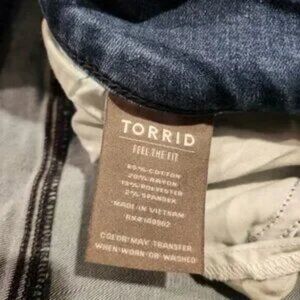 TORRID
FEEL THE FIT
65% COTTON
20% RAYON
13% POLYESTER
2% SPANDEX
MADE IN VIETNAM
COLOR MAY TRANSFER
WHEN WORN OR WASHED